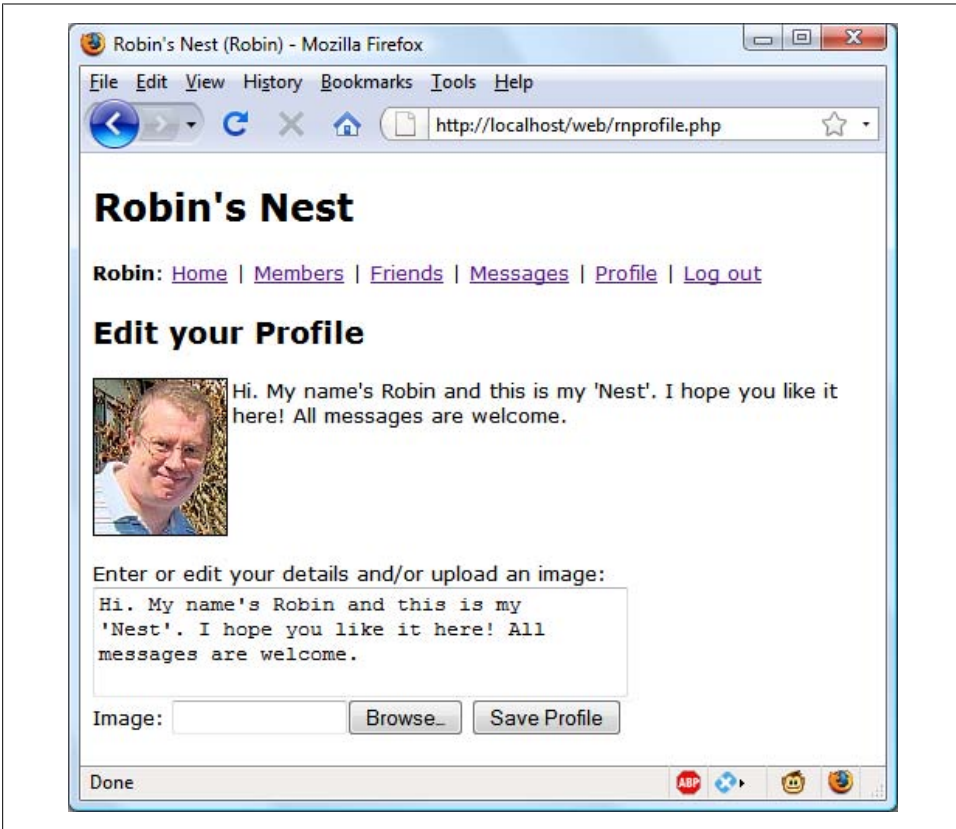 Robin's Nest (Robin) - Mozilla Firefox
File Edit View History Bookmarks Tools Help
http://localhost/web/rnprofile.php
Robin's Nest
Robin: Home | Members | Friends | Messages | Profile | Log out
Edit your Profile
Hi. My name's Robin and this is my 'Nest'. I hope you like it
here! All messages are welcome.
Enter or edit your details and/or upload an image:
Hi. My name's Robin and this is my
'Nest'. I hope you like it here! All
messages are welcome.
Image: Browse… Save Profile
Done ABP